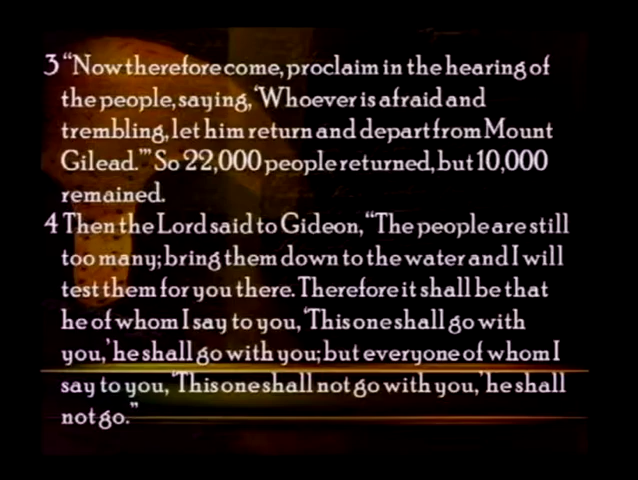 3 “Now therefore come, proclaim in the hearing of
the people, saying, ‘Whoever is afraid and
trembling, let him return and depart from Mount
Gilead.’” So 22,000 people returned, but 10,000
remained.
4 Then the Lord said to Gideon, “The people are still
too many; bring them down to the water and I will
test them for you there. Therefore it shall be that
he of whom I say to you, ‘This one shall go with
you,’ he shall go with you; but everyone of whom I
say to you, ‘This one shall not go with you,’ he shall
not go.”